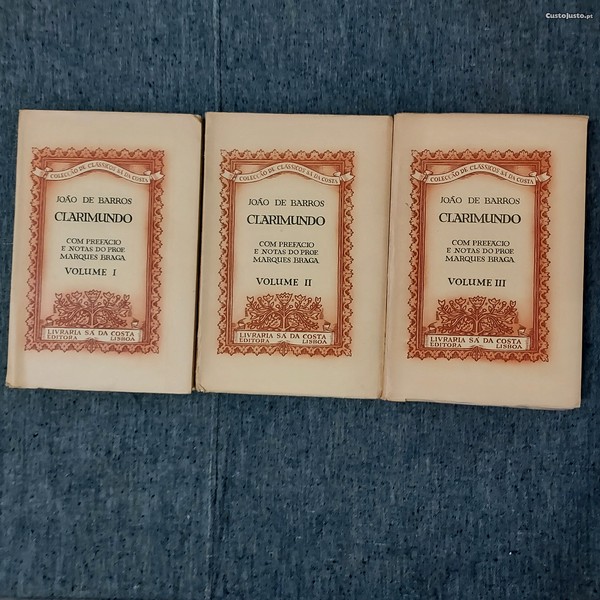 CustoJusto.pt
COLECÇÃO DE CLÁSSICOS SÁ DA COSTA
JOÃO DE BARROS
CLARIMUNDO
COM PREFÁCIO
E NOTAS DO PROF.
MARQUES BRAGA
VOLUME I
LIVRARIA SÁ DA COSTA
EDITORA LISBOA
COLECÇÃO DE CLÁSSICOS SÁ DA COSTA
JOÃO DE BARROS
CLARIMUNDO
COM PREFÁCIO
E NOTAS DO PROF.
MARQUES BRAGA
VOLUME II
LIVRARIA SÁ DA COSTA
EDITORA LISBOA
COLECÇÃO DE CLÁSSICOS SÁ DA COSTA
JOÃO DE BARROS
CLARIMUNDO
COM PREFÁCIO
E NOTAS DO PROF.
MARQUES BRAGA
VOLUME III
LIVRARIA SÁ DA COSTA
EDITORA LISBOA